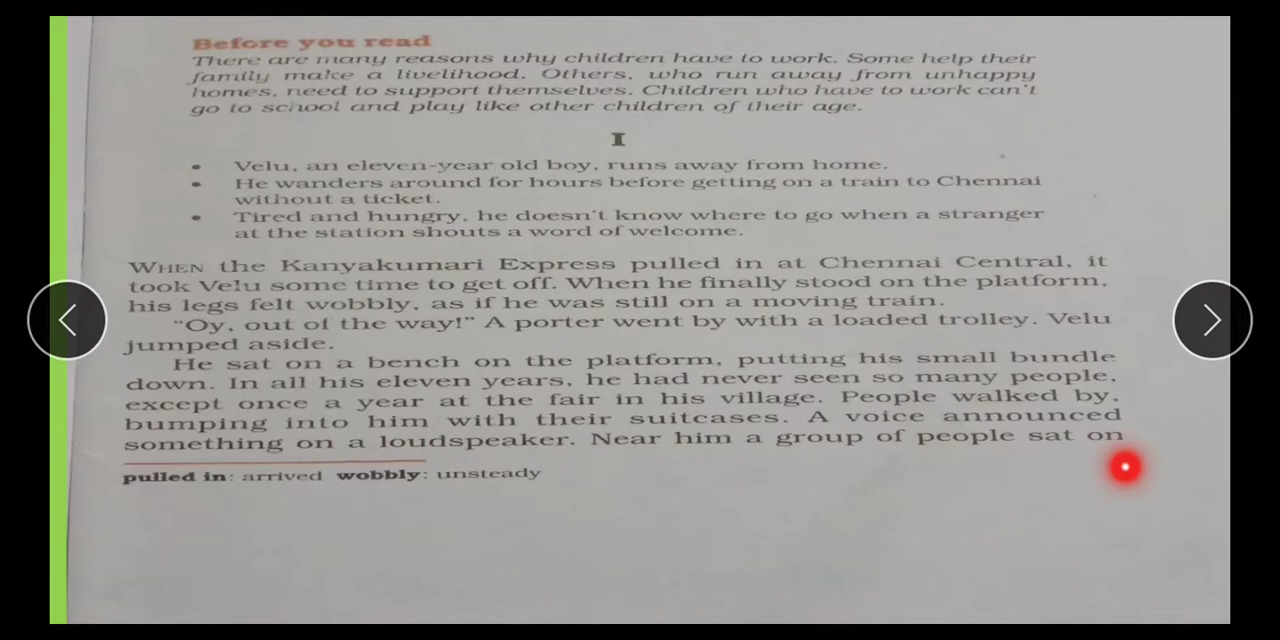 Before you read
There are many reasons why children have to work. Some help their
family make a livelihood. Others, who run away from unhappy
homes, need to support themselves. Children who have to work can't
go to school and play like other children of their age.
I
• Velu, an eleven-year old boy, runs away from home.
• He wanders around for hours before getting on a train to Chennai
without a ticket.
• Tired and hungry, he doesn't know where to go when a stranger
at the station shouts a word of welcome.
WHEN the Kanyakumari Express pulled in at Chennai Central, it
took Velu some time to get off. When he finally stood on the platform,
his legs felt wobbly, as if he was still on a moving train.
“Oy, out of the way!” A porter went by with a loaded trolley. Velu
jumped aside.
He sat on a bench on the platform, putting his small bundle
down. In all his eleven years, he had never seen so many people,
except once a year at the fair in his village. People walked by,
bumping into him with their suitcases. A voice announced
something on a loudspeaker. Near him a group of people sat on
pulled in: arrived wobbly: unsteady